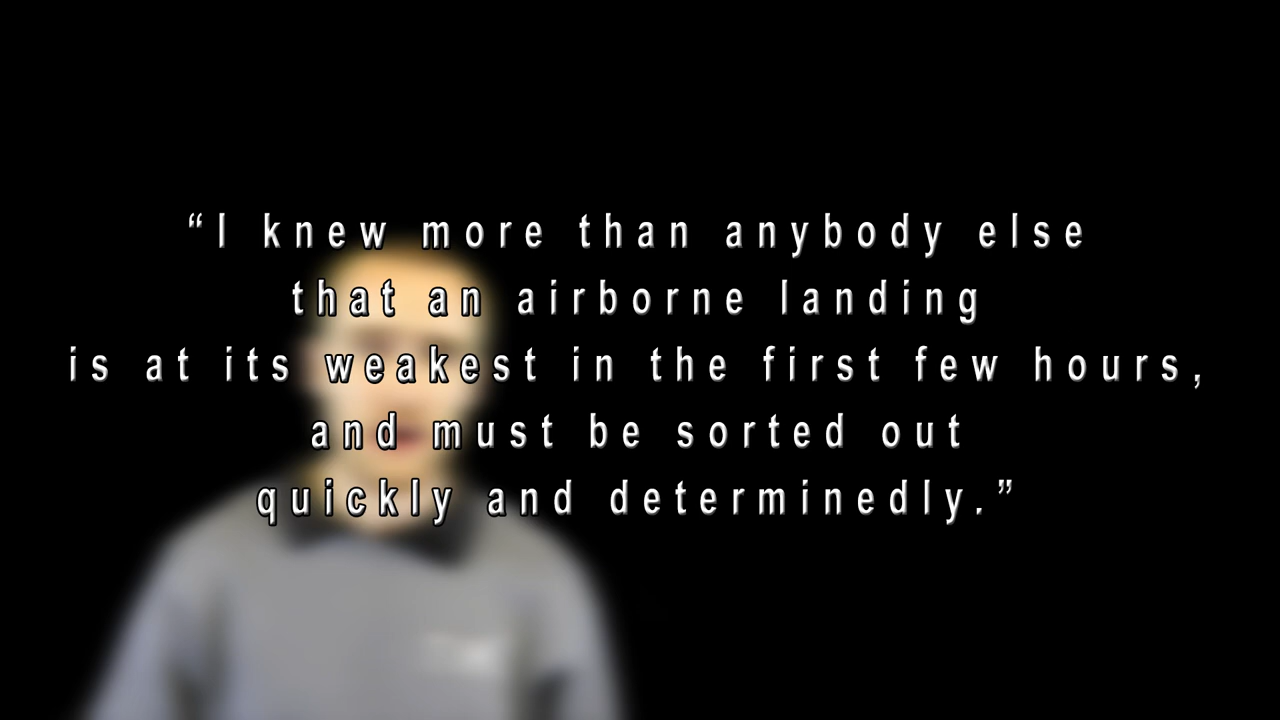 “I knew more than anybody else
that an airborne landing
is at its weakest in the first few hours,
and must be sorted out
quickly and determinedly.”